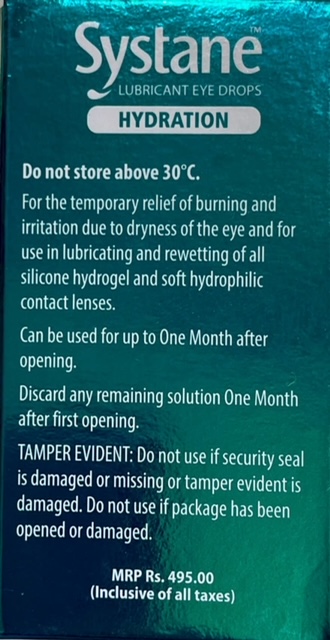 Systane™
LUBRICANT EYE DROPS
HYDRATION
Do not store above 30°C.
For the temporary relief of burning and
irritation due to dryness of the eye and for
use in lubricating and rewetting of all
silicone hydrogel and soft hydrophilic
contact lenses.
Can be used for up to One Month after
opening.
Discard any remaining solution One Month
after first opening.
TAMPER EVIDENT: Do not use if security seal
is damaged or missing or tamper evident is
damaged. Do not use if package has been
opened or damaged.
MRP Rs. 495.00
(Inclusive of all taxes)